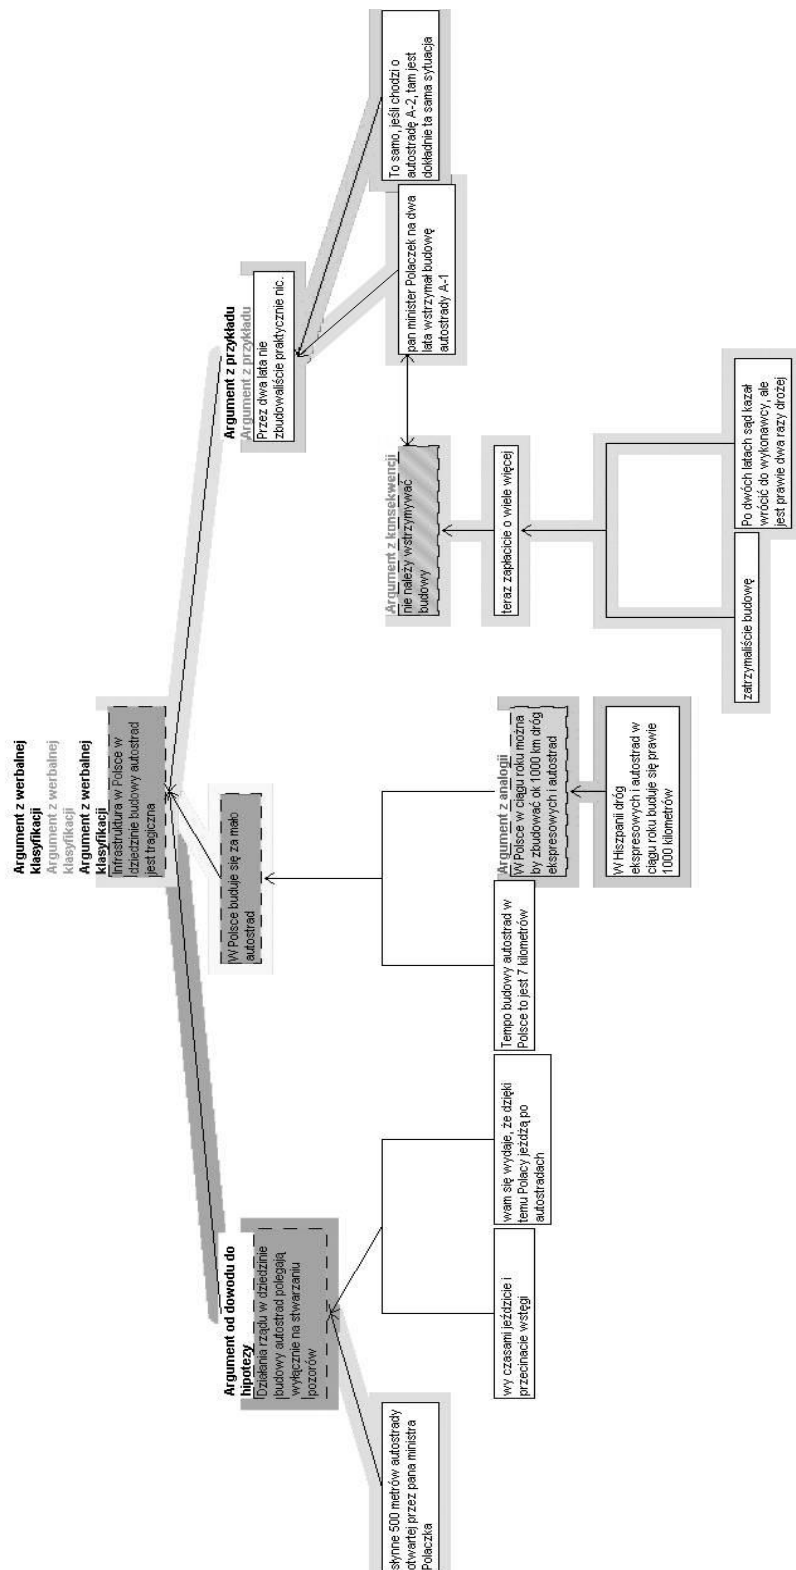 Argument z werbalnej
klasyfikacji
Argument z werbalnej
klasyfikacji
Argument z werbalnej
klasyfikacji
Infrastruktura w Polsce w
dziedzinie budowy autostrad
jest tragiczna
Argument od dowodu do
hipotezy
Działania rządu w dziedzinie
budowy autostrad polegają
wyłącznie na stwarzaniu
pozorów
W Polsce buduje się za mało
autostrad
Argument z przykładu
Argument z przykładu
Przez dwa lata nie
zbudowaliście praktycznie nic.
słynne 500 metrów autostrady
otwartej przez pana ministra
Polaczka
wy czasami jeździcie i
przecinacie wstęgi
wam się wydaje, że dzięki
temu Polacy jeżdżą po
autostradach
Tempo budowy autostrad w
Polsce to jest 7 kilometrów
Argument z analogii
W Polsce w ciągu roku można
by zbudować ok 1000 km dróg
ekspresowych i autostrad
W Hiszpanii dróg
ekspresowych i autostrad w
ciągu roku buduje się prawie
1000 kilometrów
Argument z konsekwencji
nie należy wstrzymywać
budowy
teraz zapłacicie o wiele więcej
zatrzymaliście budowę
Po dwóch latach sąd kazał
wrócić do wykonawcy, ale
jest prawie dwa razy drożej
pan minister Polaczek na dwa
lata wstrzymał budowę
autostrady A-1
To samo, jeśli chodzi o
autostradę A-2, tam jest
dokładnie ta sama sytuacja